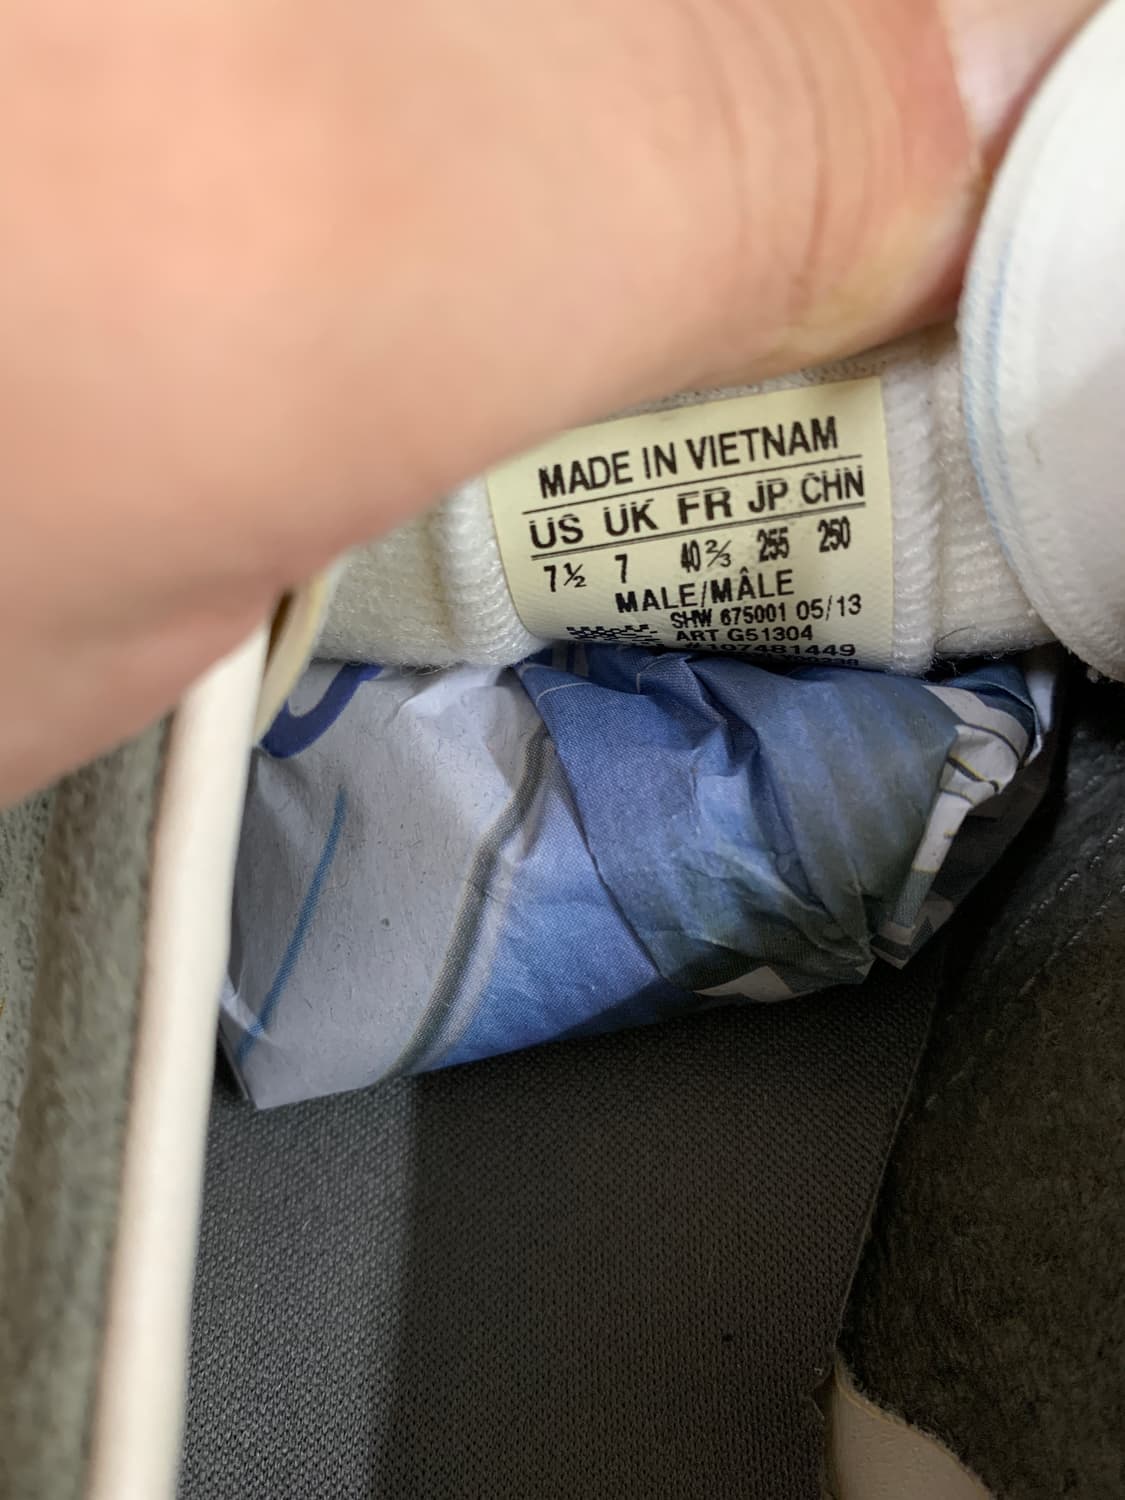 MADE IN VIETNAM
US UK FR JP CHN
7½ 7 40⅔ 255 250
MALE/MÂLE
SHW 675001 05/13
ART G51304
#107481449